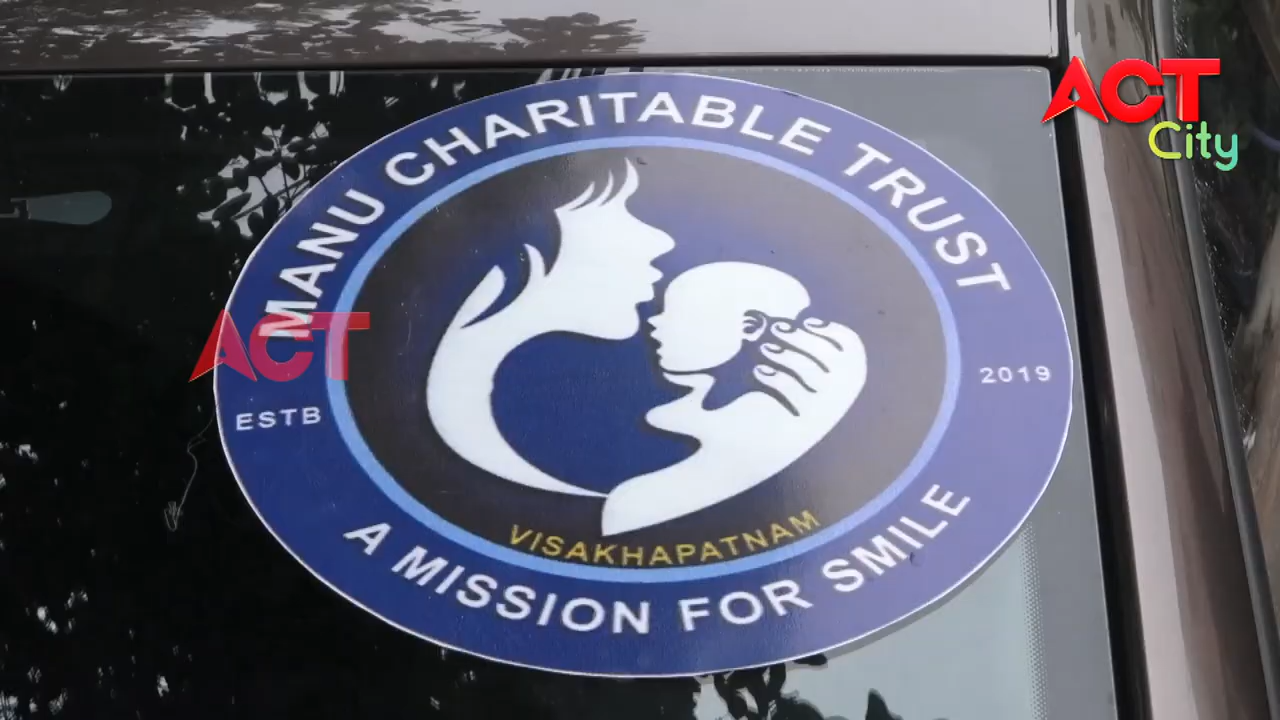 ACT
City
MANU CHARITABLE TRUST
ACT
ESTB
2019
VISAKHAPATNAM
A MISSION FOR SMILE